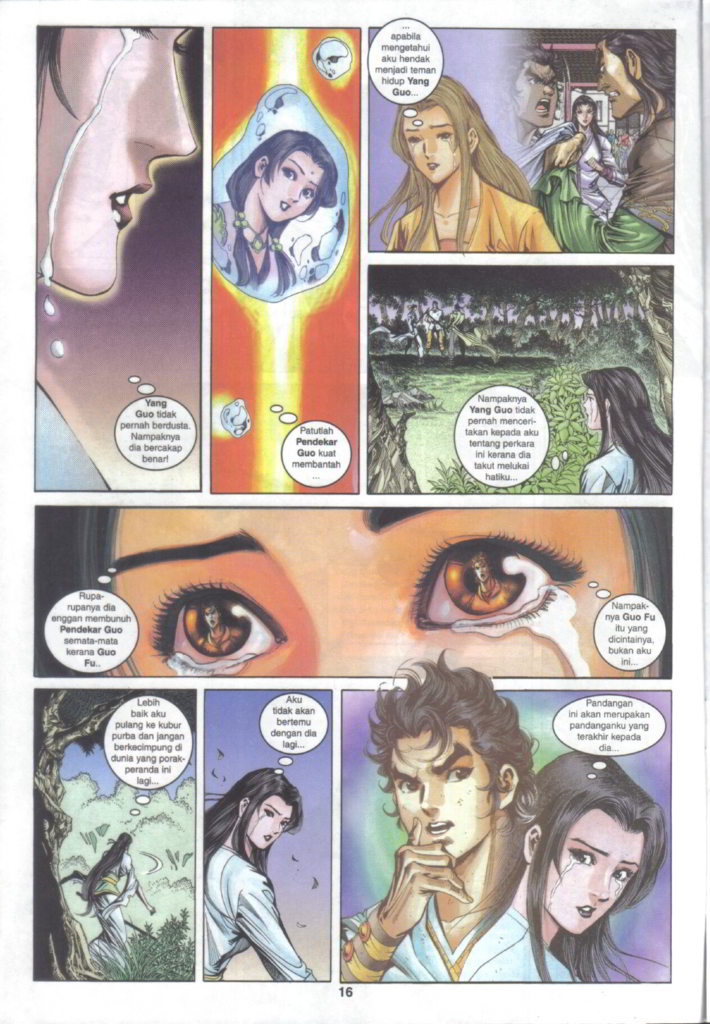 Yang
Guo tidak
pernah berdusta.
Nampaknya
dia bercakap
benar!
Patutlah
Pendekar
Guo kuat
membantah
...
...
apabila
mengetahui
aku hendak
menjadi teman
hidup Yang
Guo...
Nampaknya
Yang Guo tidak
pernah menceri-
takan kepada aku
tentang perkara
ini kerana dia
takut melukai
hatiku...
Rupa-
rupanya dia
enggan membunuh
Pendekar Guo
semata-mata
kerana Guo
Fu..
Nampak-
nya Guo Fu
itu yang
dicintainya,
bukan aku
ini...
Lebih
baik aku
pulang ke kubur
purba dan jangan
berkecimpung di
dunia yang porak-
peranda ini
lagi...
Aku
tidak akan
bertemu
dengan dia
lagi...
Pandangan
ini akan merupakan
pandanganku yang
terakhir kepada
dia...
16